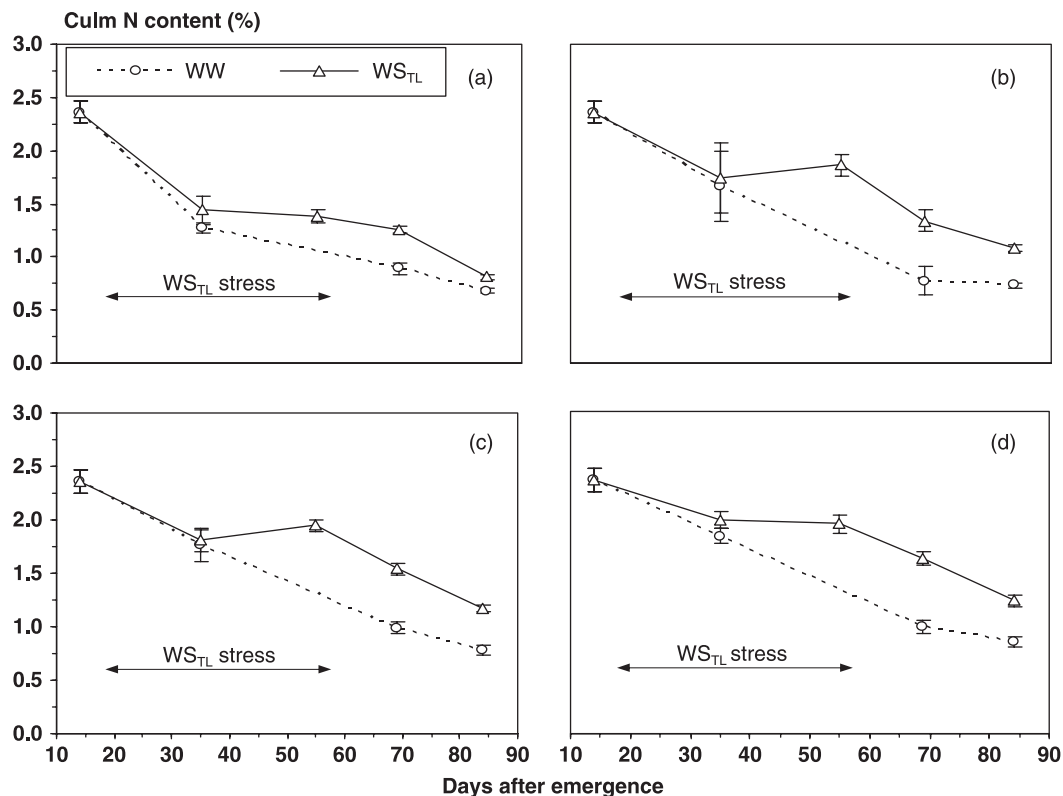 Culm N content (%)
3.0
2.5
2.0
1.5
1.0
0.5
0.0
WW
WS_TL
(a)
WS_TL stress
(b)
WS_TL stress
3.0
2.5
2.0
1.5
1.0
0.5
0.0
(c)
WS_TL stress
(d)
WS_TL stress
10 20 30 40 50 60 70 80 90
10 20 30 40 50 60 70 80 90
Days after emergence